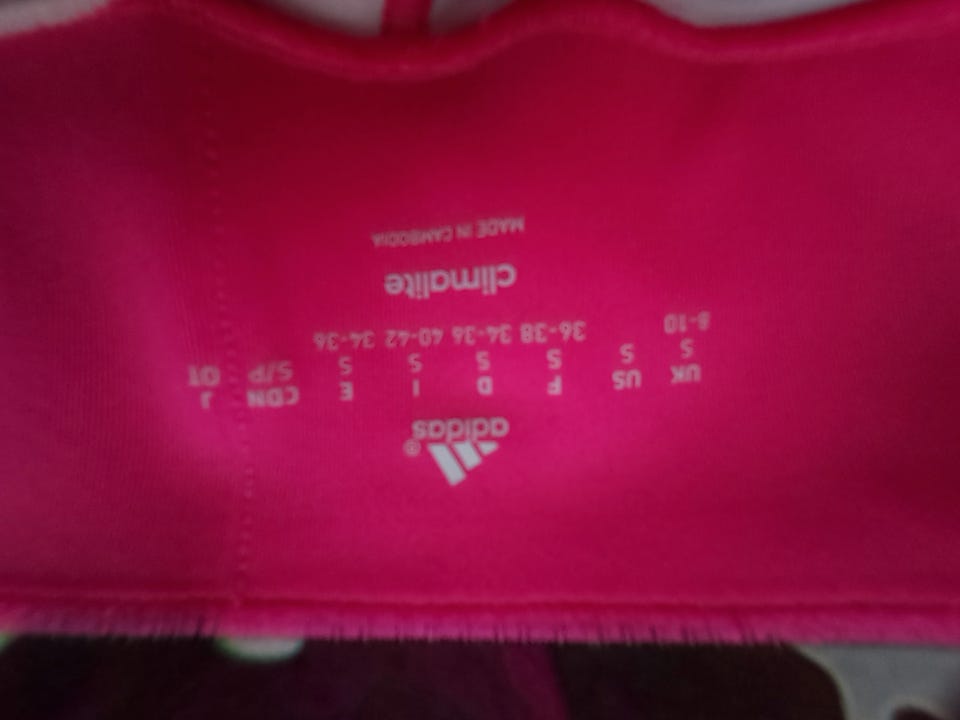 adidas®
UK US F D I E CDN J
S S S S S S S/P OT
8-10 36-38 34-36 40-42 34-36
climalite
MADE IN CAMBODIA